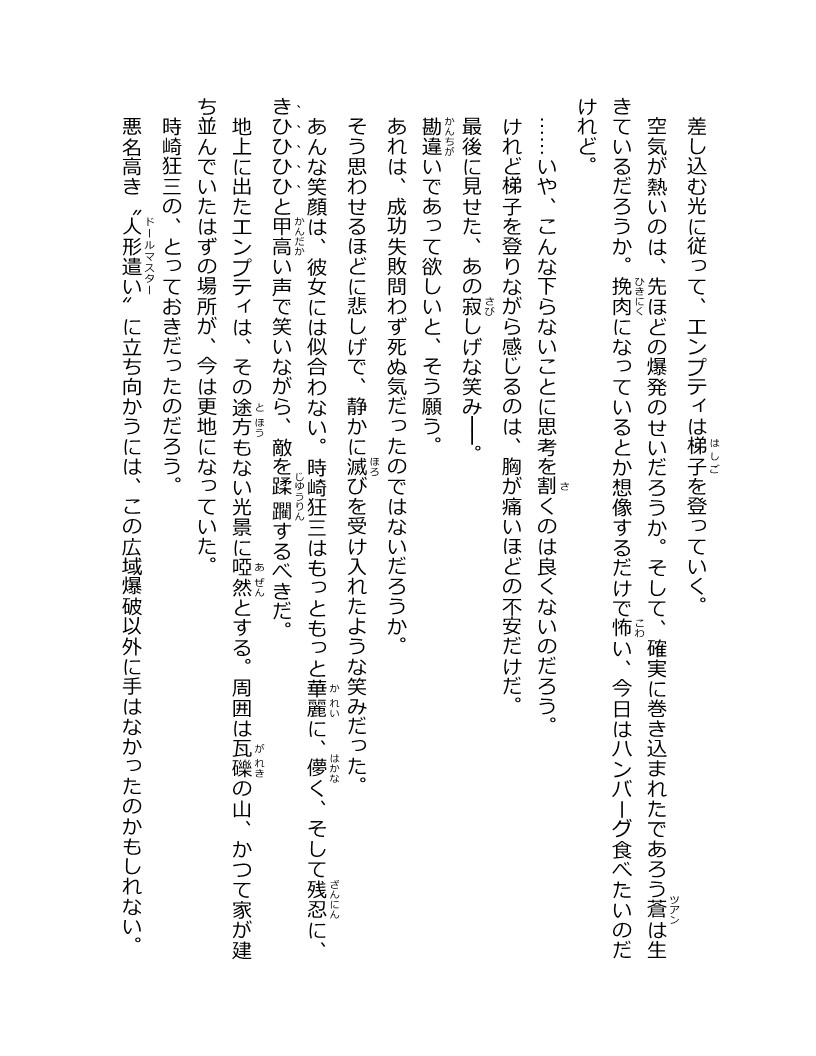 差し込む光に従って、エンプティは梯子を登っていく。
空気が熱いのは、先ほどの爆発のせいだろうか。そして、確実に巻き込まれたであろう蒼は生
きているだろうか。挽肉になっているとか想像するだけで怖い、今日はハンバーグ食べたいのだ
けれど。
……いや、こんな下らないことに思考を割くのは良くないのだろう。
けれど梯子を登りながら感じるのは、胸が痛いほどの不安だけだ。
最後に見せた、あの寂しげな笑み――。
勘違いであって欲しいと、そう願う。
あれは、成功失敗問わず死ぬ気だったのではないだろうか。
そう思わせるほどに悲しげで、静かに滅びを受け入れたような笑みだった。
あんな笑顔は、彼女には似合わない。時崎狂三はもっともっと華麗に、儚く、そして残忍に、
きひひひひと甲高い声で笑いながら、敵を蹂躙するべきだ。
地上に出たエンプティは、その途方もない光景に啞然とする。周囲は瓦礫の山、かつて家が建
ち並んでいたはずの場所が、今は更地になっていた。
時崎狂三の、とっておきだったのだろう。
悪名高き〝人形遣い〟に立ち向かうには、この広域爆破以外に手はなかったのかもしれない。